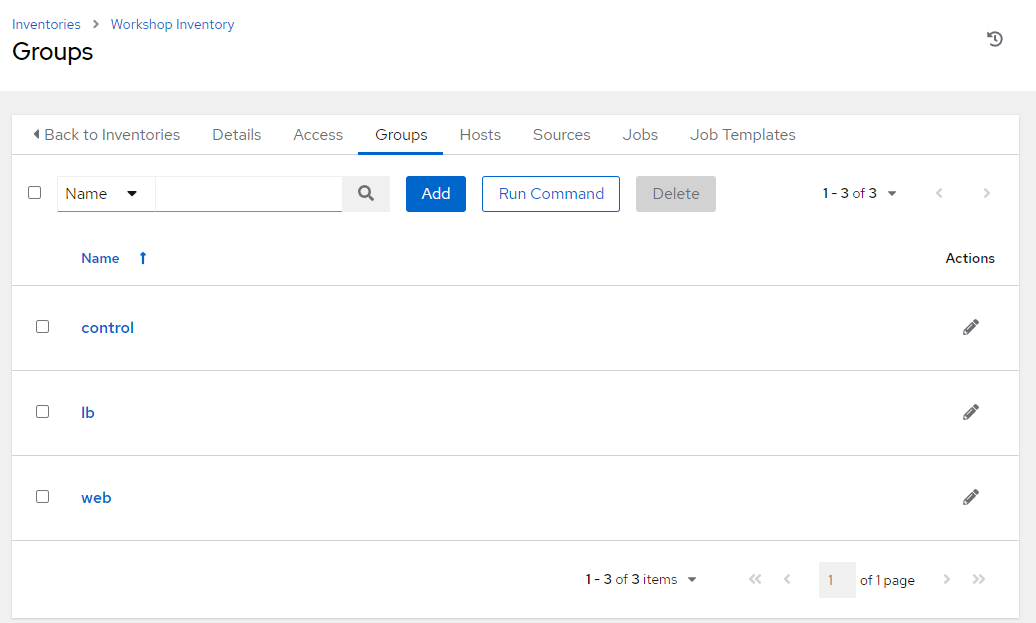 Inventories > Workshop Inventory
Groups
Back to Inventories Details Access Groups Hosts Sources Jobs Job Templates
Name Add Run Command Delete 1 - 3 of 3
Name Actions
control
lb
web
1 - 3 of 3 items 1 of 1 page